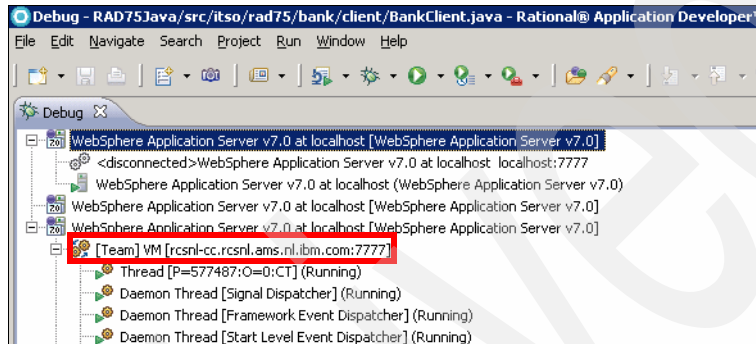 Debug - RAD75Java/src/itso/rad75/bank/client/BankClient.java - Rational® Application Developer
File Edit Navigate Search Project Run Window Help
Debug
WebSphere Application Server v7.0 at localhost [WebSphere Application Server v7.0]
<disconnected>WebSphere Application Server v7.0 at localhost localhost:7777
WebSphere Application Server v7.0 at localhost (WebSphere Application Server v7.0)
WebSphere Application Server v7.0 at localhost [WebSphere Application Server v7.0]
WebSphere Application Server v7.0 at localhost [WebSphere Application Server v7.0]
[Team] VM [rcsnl-cc.rcsnl.ams.nl.ibm.com:7777]
Thread [P=577487:O=0:CT] (Running)
Daemon Thread [Signal Dispatcher] (Running)
Daemon Thread [Framework Event Dispatcher] (Running)
Daemon Thread [Start Level Event Dispatcher] (Running)